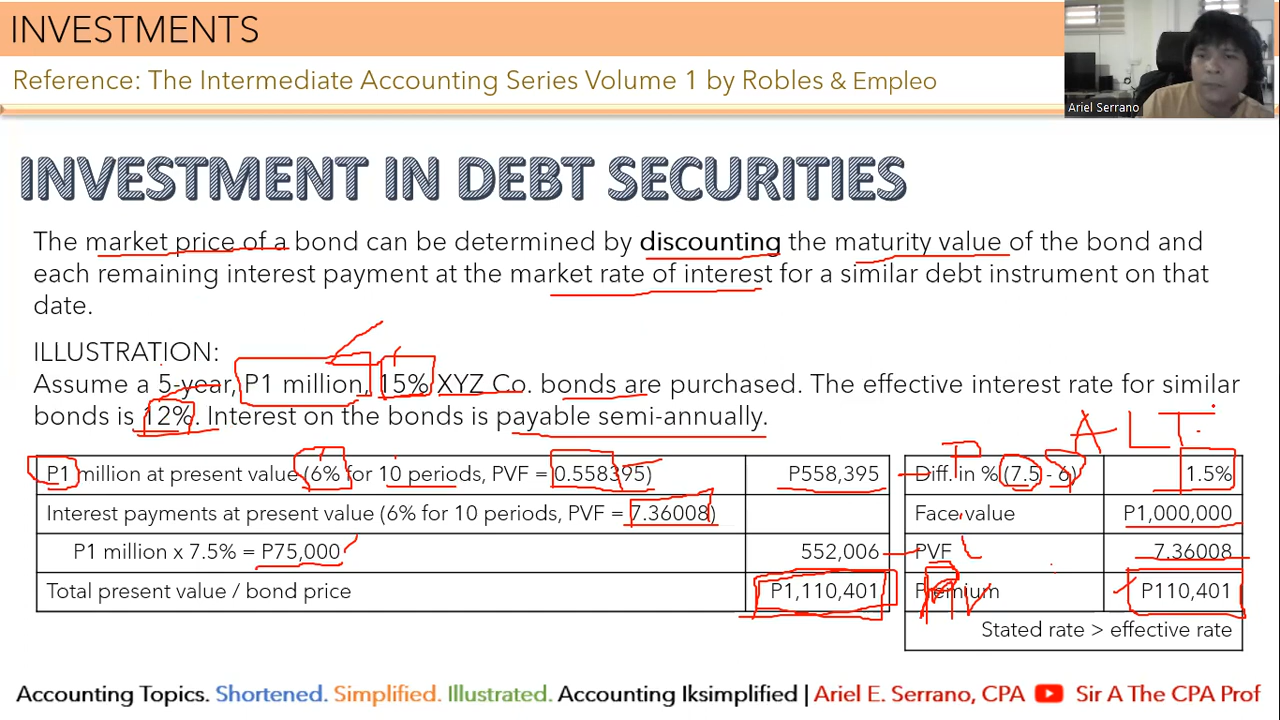 INVESTMENTS
Reference: The Intermediate Accounting Series Volume 1 by Robles & Empleo
Ariel Serrano
INVESTMENT IN DEBT SECURITIES
The market price of a bond can be determined by discounting the maturity value of the bond and
each remaining interest payment at the market rate of interest for a similar debt instrument on that
date.
ILLUSTRATION:
Assume a 5-year, P1 million, 15% XYZ Co. bonds are purchased. The effective interest rate for similar
bonds is 12%. Interest on the bonds is payable semi-annually.
ALT.
P1 million at present value (6% for 10 periods, PVF = 0.558395) P558,395
Interest payments at present value (6% for 10 periods, PVF = 7.36008)
P1 million x 7.5% = P75,000 552,006
Total present value / bond price P1,110,401
P
Diff. in % (7.5 - 6) 1.5%
Face value P1,000,000
PVF 7.36008
Premium P110,401
Stated rate > effective rate
Accounting Topics. Shortened. Simplified. Illustrated. Accounting Iksimplified | Ariel E. Serrano, CPA Sir A The CPA Prof